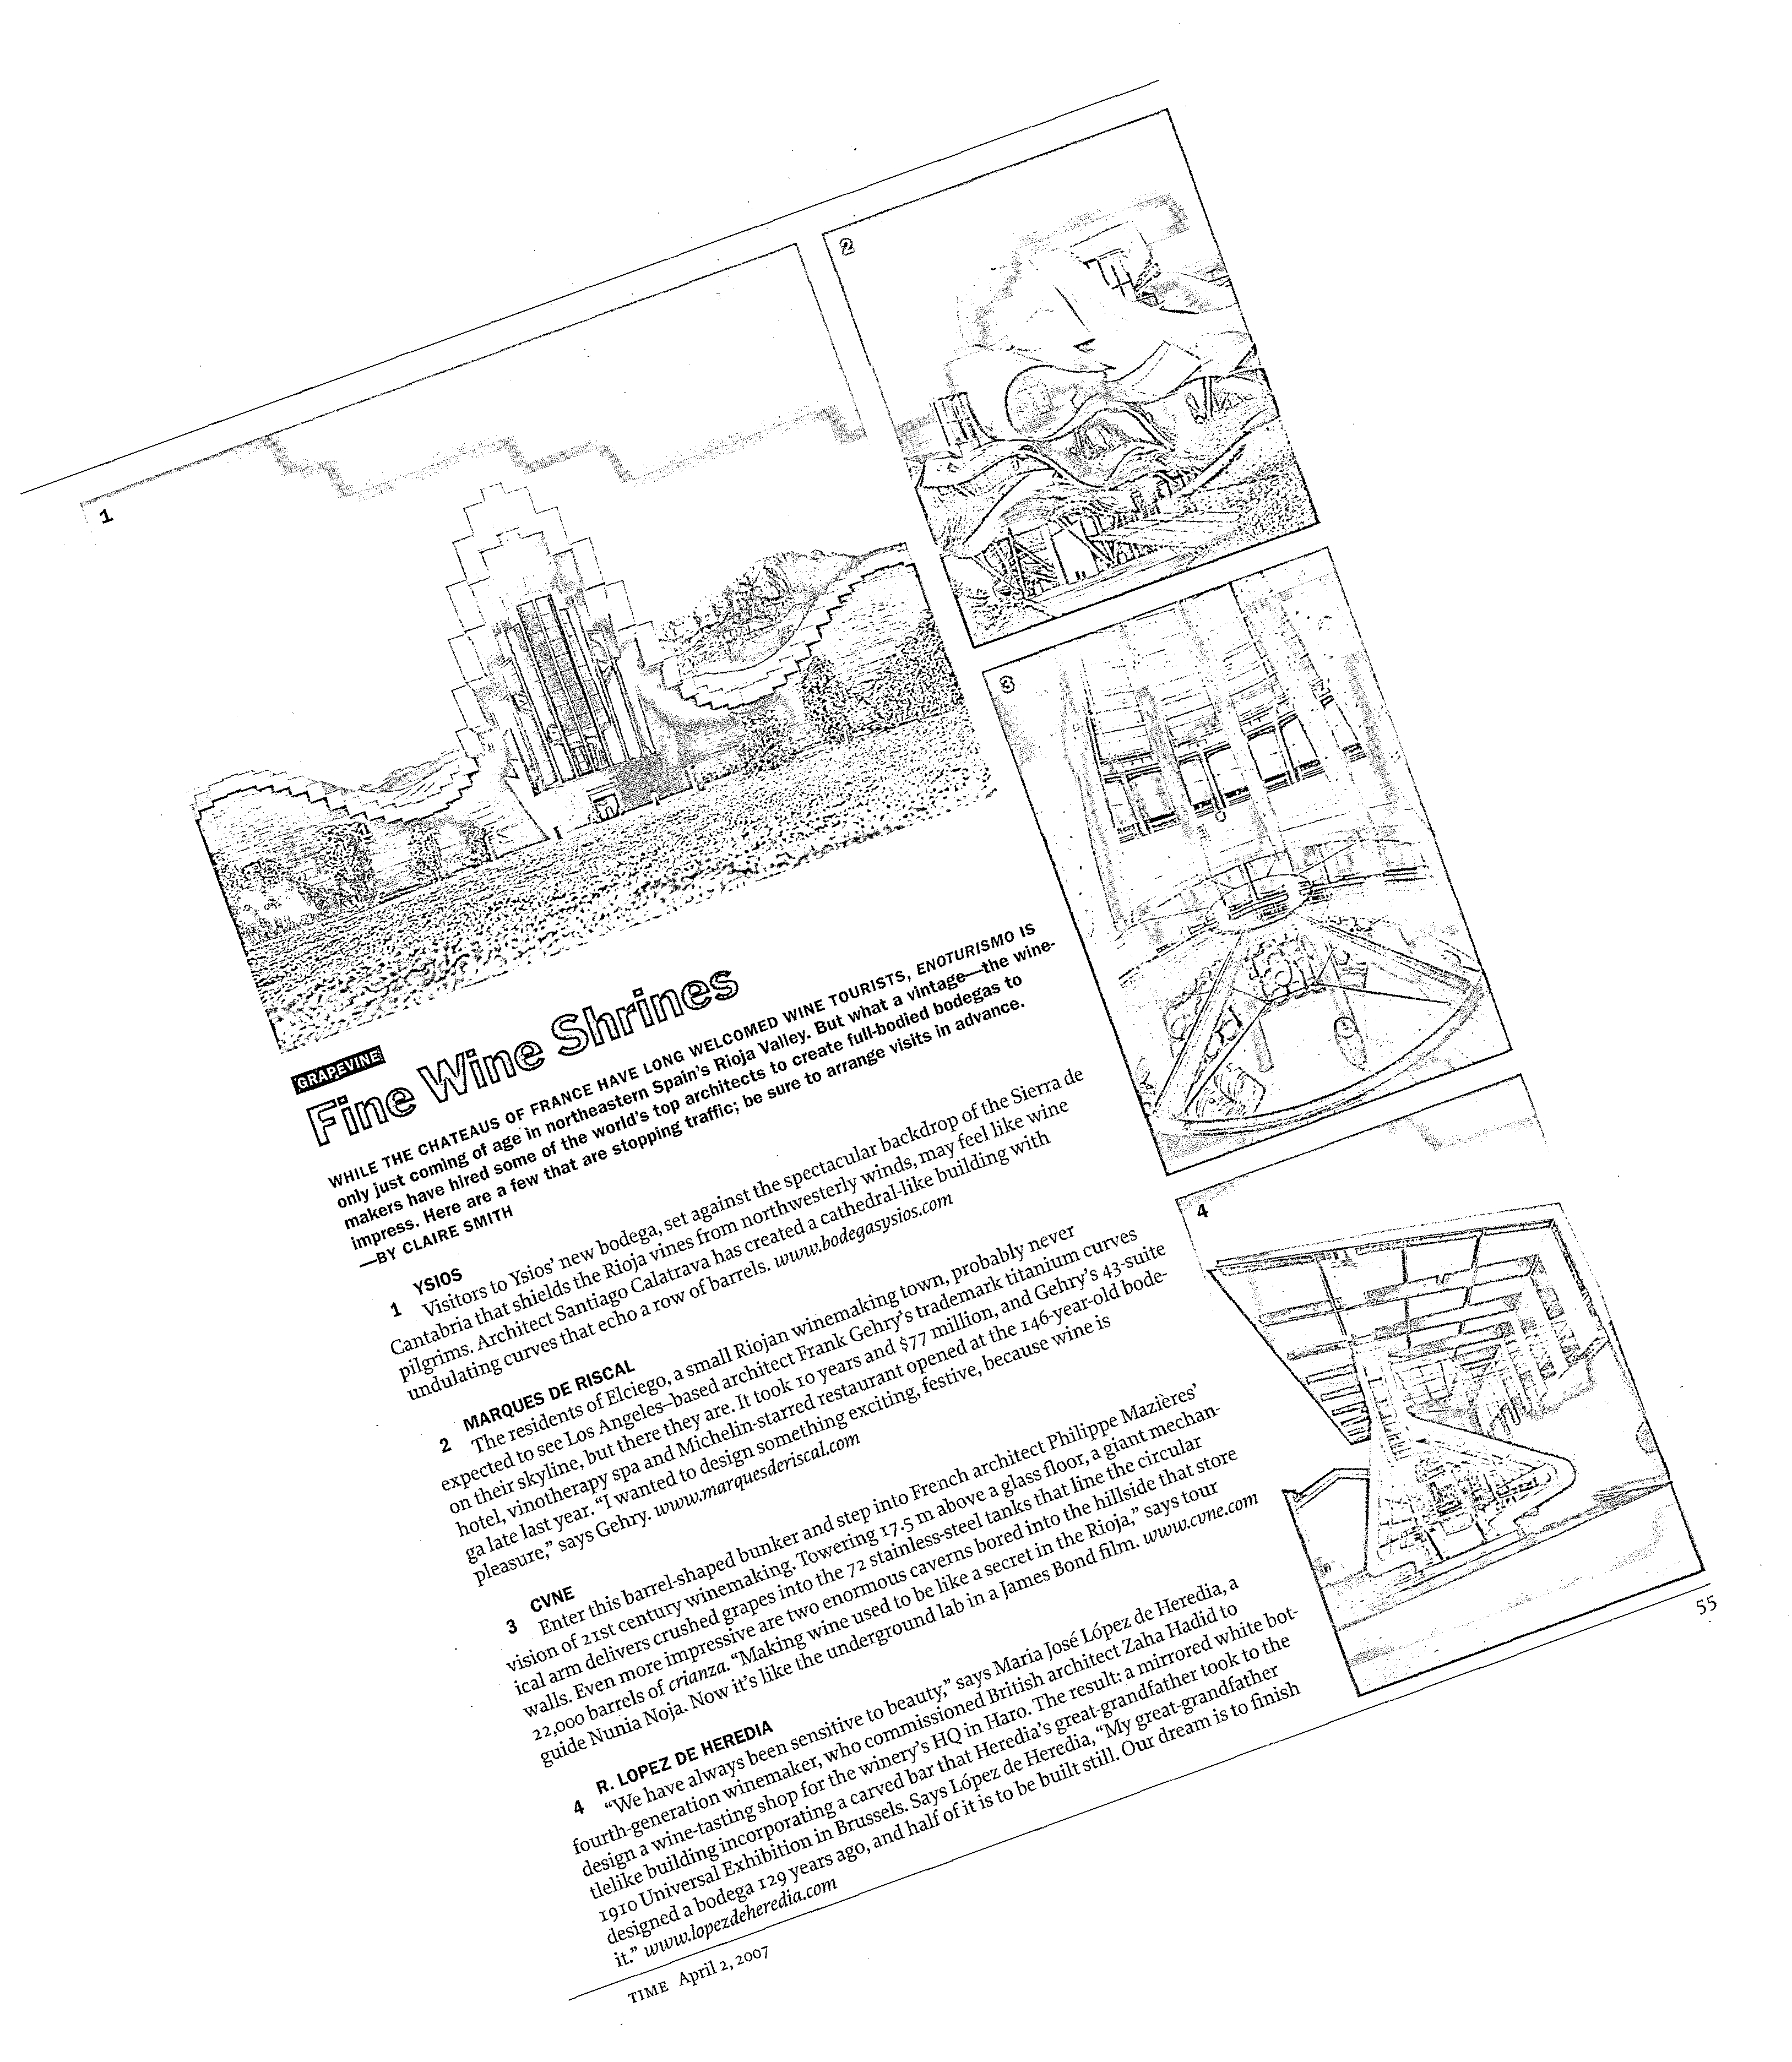 1
2
3
4
GRAPEVINE
Fine Wine Shrines
WHILE THE CHATEAUS OF FRANCE HAVE LONG WELCOMED WINE TOURISTS, ENOTURISMO IS
only just coming of age in northeastern Spain's Rioja Valley. But what a vintage—the wine-
makers have hired some of the world's top architects to create full-bodied bodegas to
impress. Here are a few that are stopping traffic; be sure to arrange visits in advance.
—BY CLAIRE SMITH
YSIOS
1 Visitors to Ysios' new bodega, set against the spectacular backdrop of the Sierra de
Cantabria that shields the Rioja vines from northwesterly winds, may feel like wine
pilgrims. Architect Santiago Calatrava has created a cathedral-like building with
undulating curves that echo a row of barrels. www.bodegasysios.com
MARQUES DE RISCAL
2 The residents of Elciego, a small Riojan winemaking town, probably never
expected to see Los Angeles–based architect Frank Gehry's trademark titanium curves
on their skyline, but there they are. It took 10 years and $77 million, and Gehry's 43-suite
hotel, vinotherapy spa and Michelin-starred restaurant opened at the 146-year-old bode-
ga late last year. “I wanted to design something exciting, festive, because wine is
pleasure,” says Gehry. www.marquesderiscal.com
CVNE
3 Enter this barrel-shaped bunker and step into French architect Philippe Mazières'
vision of 21st century winemaking. Towering 17.5 m above a glass floor, a giant mechan-
ical arm delivers crushed grapes into the 72 stainless-steel tanks that line the circular
walls. Even more impressive are two enormous caverns bored into the hillside that store
22,000 barrels of crianza. “Making wine used to be like a secret in the Rioja,” says tour
guide Nunia Noja. Now it's like the underground lab in a James Bond film. www.cvne.com
R. LOPEZ DE HEREDIA
4 “We have always been sensitive to beauty,” says Maria José López de Heredia, a
fourth-generation winemaker, who commissioned British architect Zaha Hadid to
design a wine-tasting shop for the winery's HQ in Haro. The result: a mirrored white bot-
tlelike building incorporating a carved bar that Heredia's great-grandfather took to the
1910 Universal Exhibition in Brussels. Says López de Heredia, “My great-grandfather
designed a bodega 129 years ago, and half of it is to be built still. Our dream is to finish
it.” www.lopezdeheredia.com
TIME April 2, 2007
55